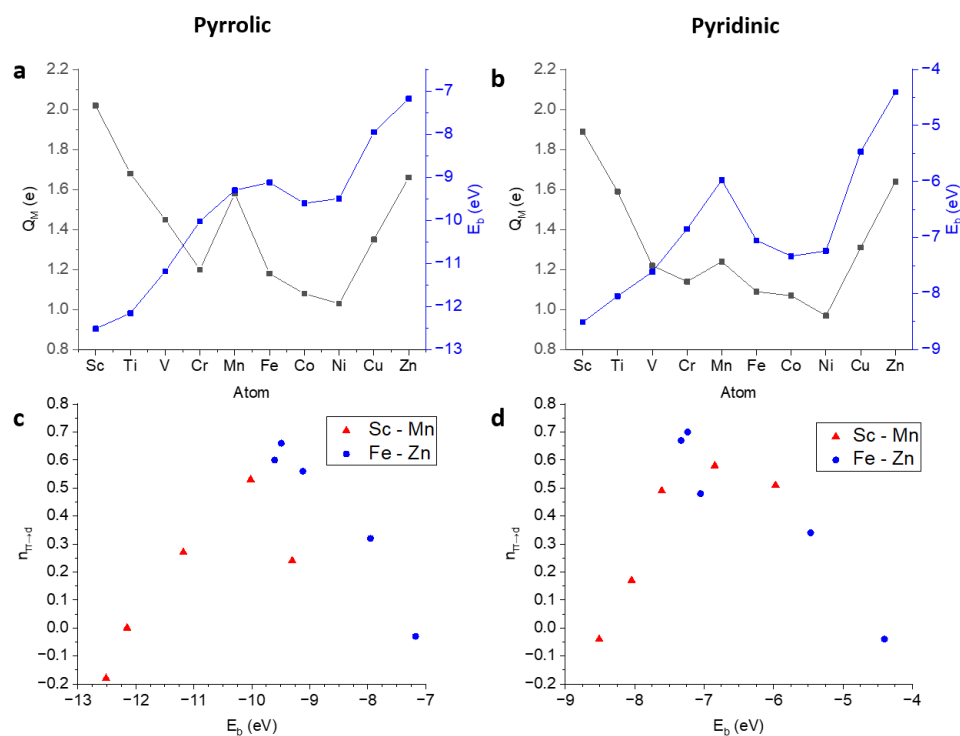 Pyrrolic
Pyridinic
a
2.2
2.0
1.8
1.6
1.4
1.2
1.0
0.8
Q_M (e)
−4
−5
−6
−7
−8
−9
−10
−11
−12
−13
E_b (eV)
Sc Ti V Cr Mn Fe Co Ni Cu Zn
Atom
b
2.2
2.0
1.8
1.6
1.4
1.2
1.0
0.8
Q_M (e)
−4
−5
−6
−7
−8
−9
E_b (eV)
Sc Ti V Cr Mn Fe Co Ni Cu Zn
Atom
c
0.8
0.7
0.6
0.5
0.4
0.3
0.2
0.1
0.0
−0.1
−0.2
n_π→d
Sc - Mn
Fe - Zn
−13 −12 −11 −10 −9 −8 −7
E_b (eV)
d
0.8
0.7
0.6
0.5
0.4
0.3
0.2
0.1
0.0
−0.1
−0.2
n_π→d
Sc - Mn
Fe - Zn
−9 −8 −7 −6 −5 −4
E_b (eV)